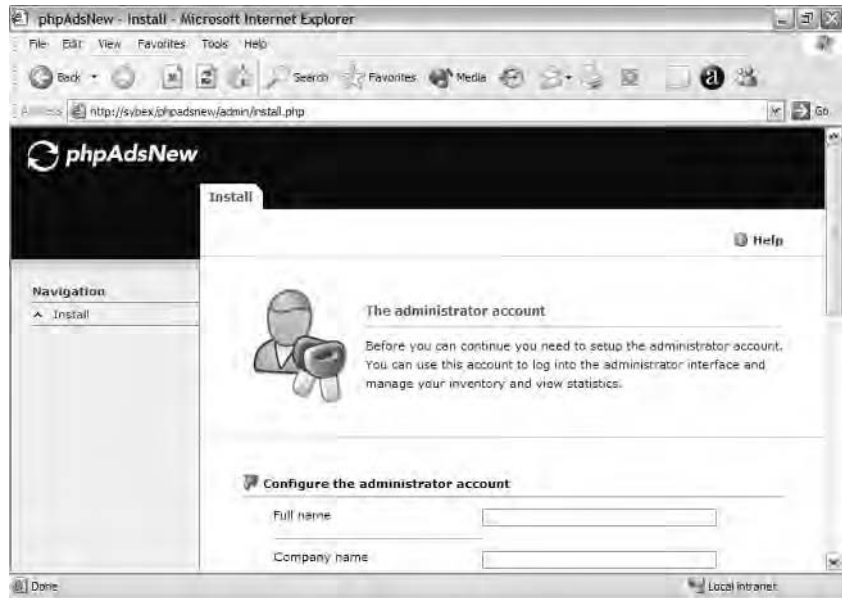 phpAdsNew - Install - Microsoft Internet Explorer
File Edit View Favorites Tools Help
Back Search Favorites Media
Address http://sybex/phpadsnew/admin/install.php Go
phpAdsNew
Install
Help
Navigation
Install
The administrator account
Before you can continue you need to setup the administrator account.
You can use this account to log into the administrator interface and
manage your inventory and view statistics.
Configure the administrator account
Full name
Company name
Done Local intranet